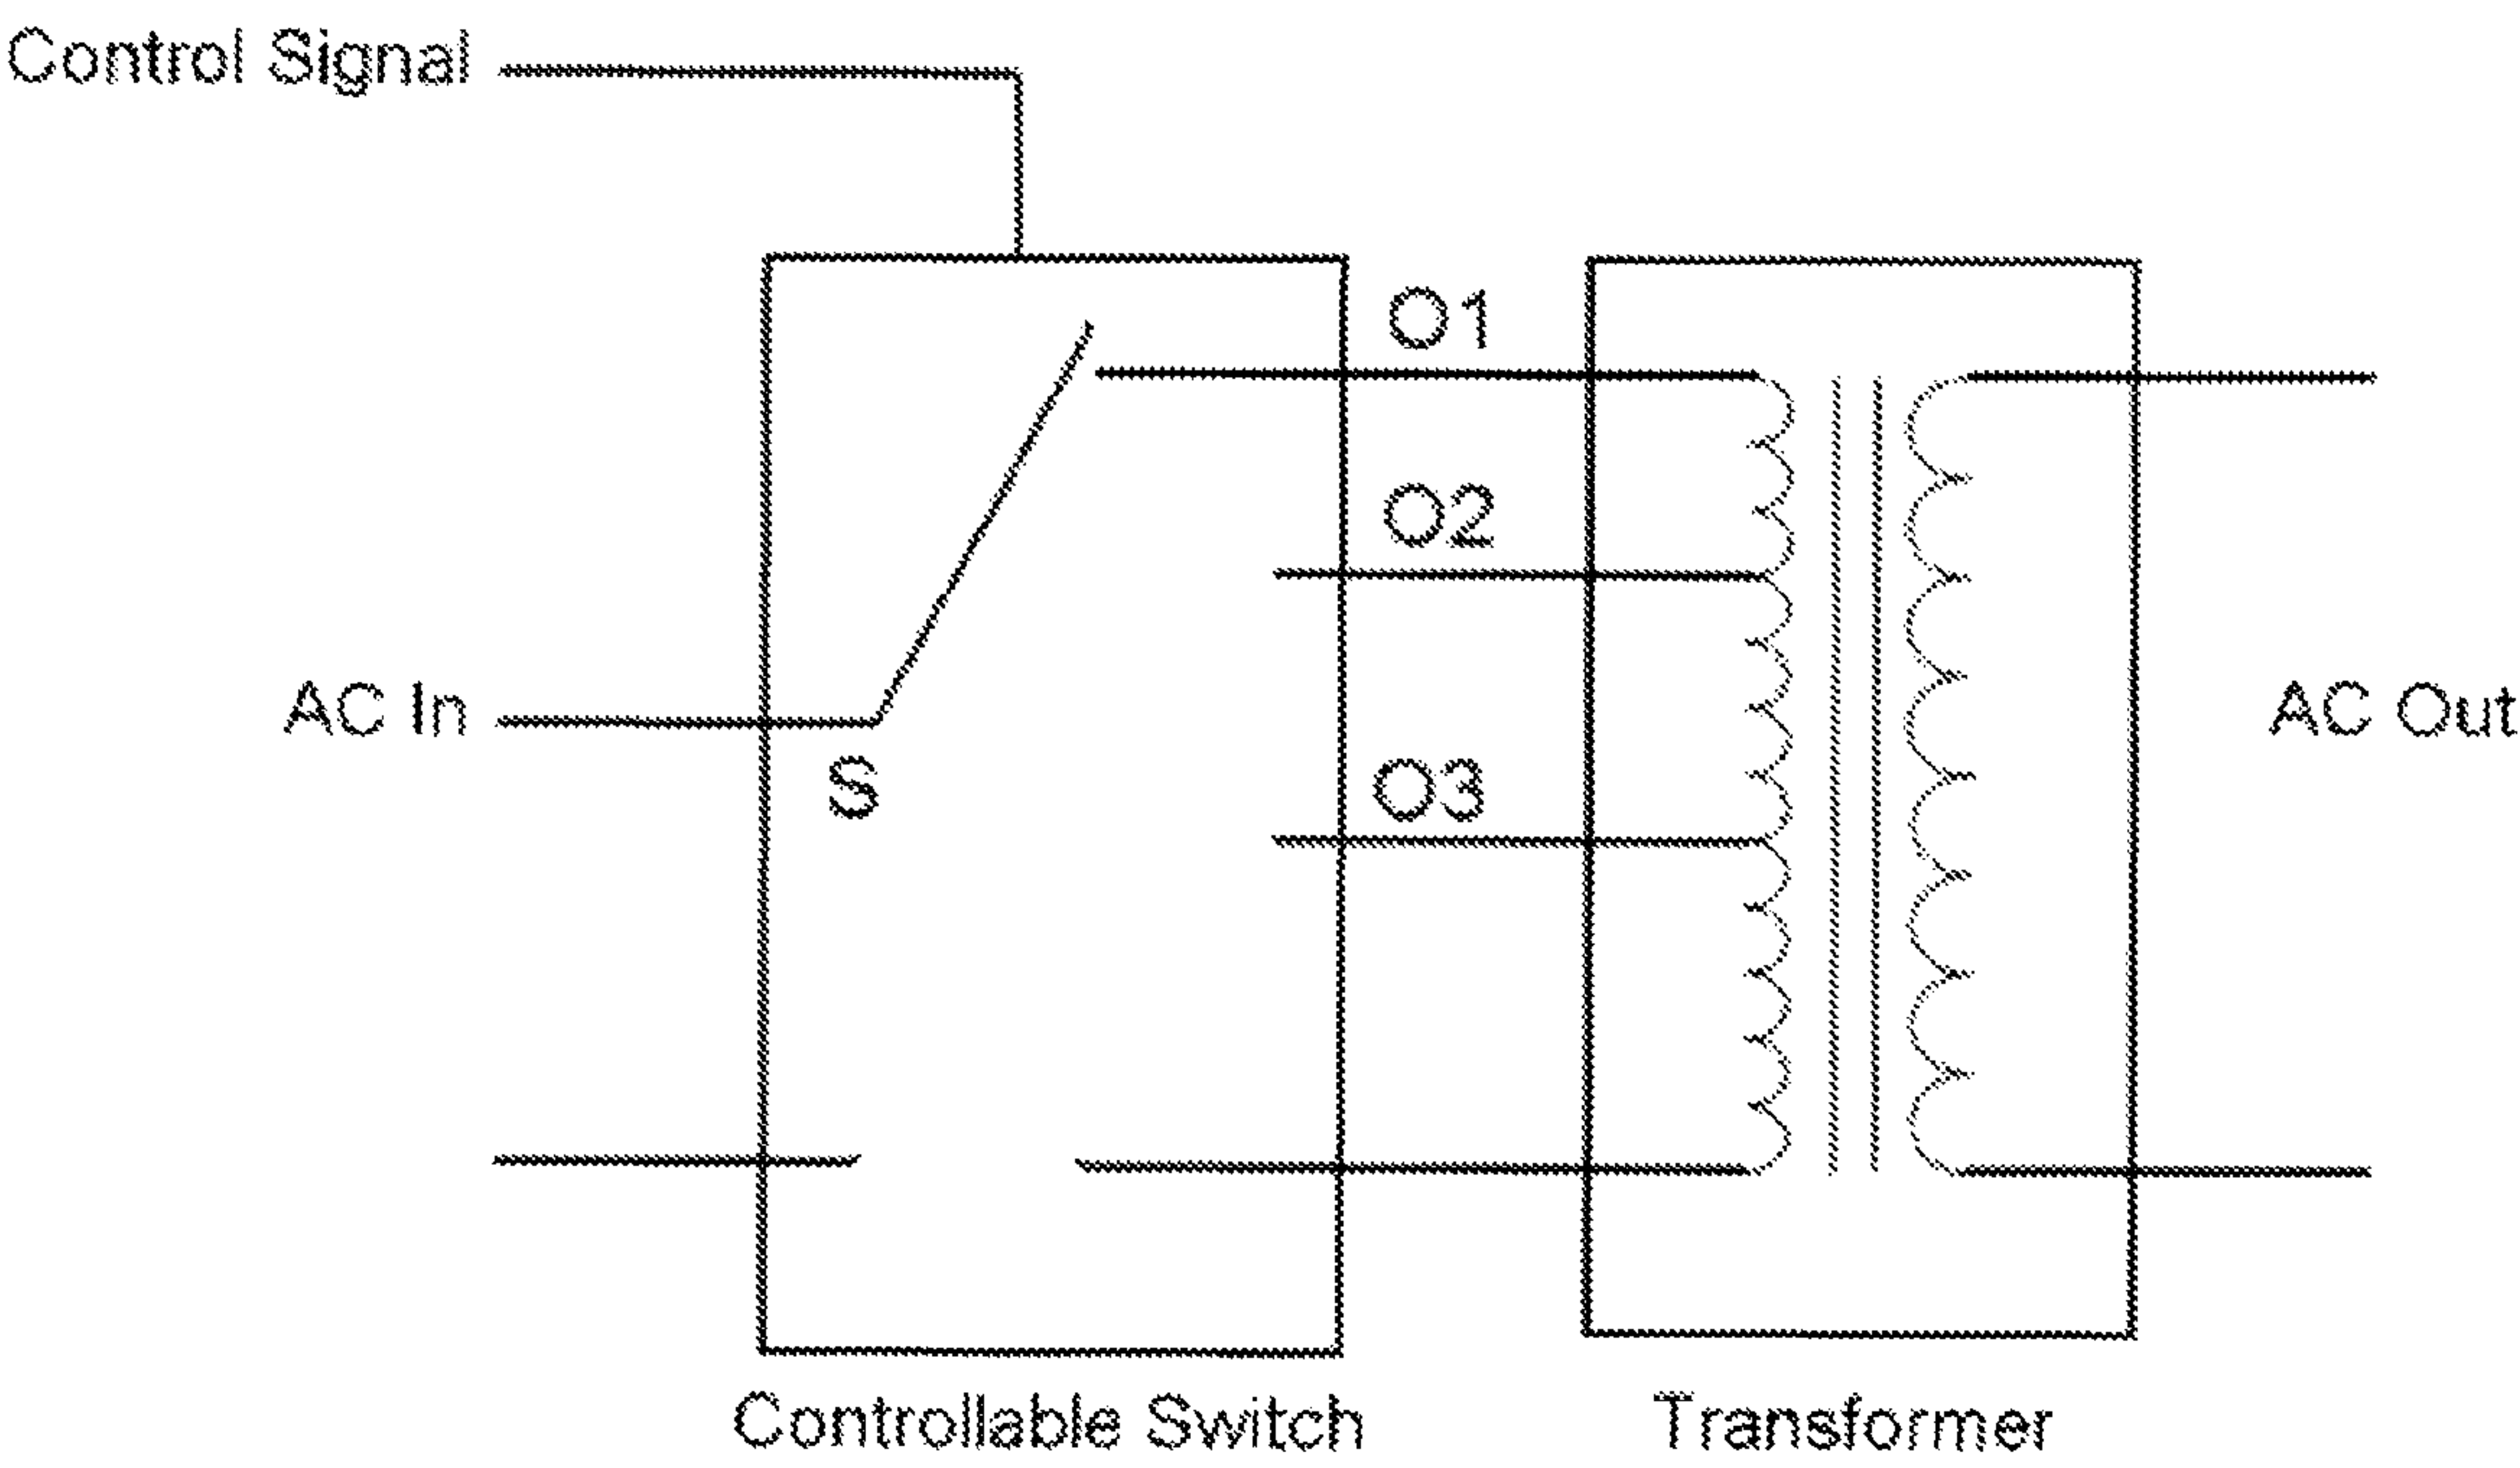 Control Signal
O1
O2
AC In
AC Out
S
O3
Controllable Switch
Transformer